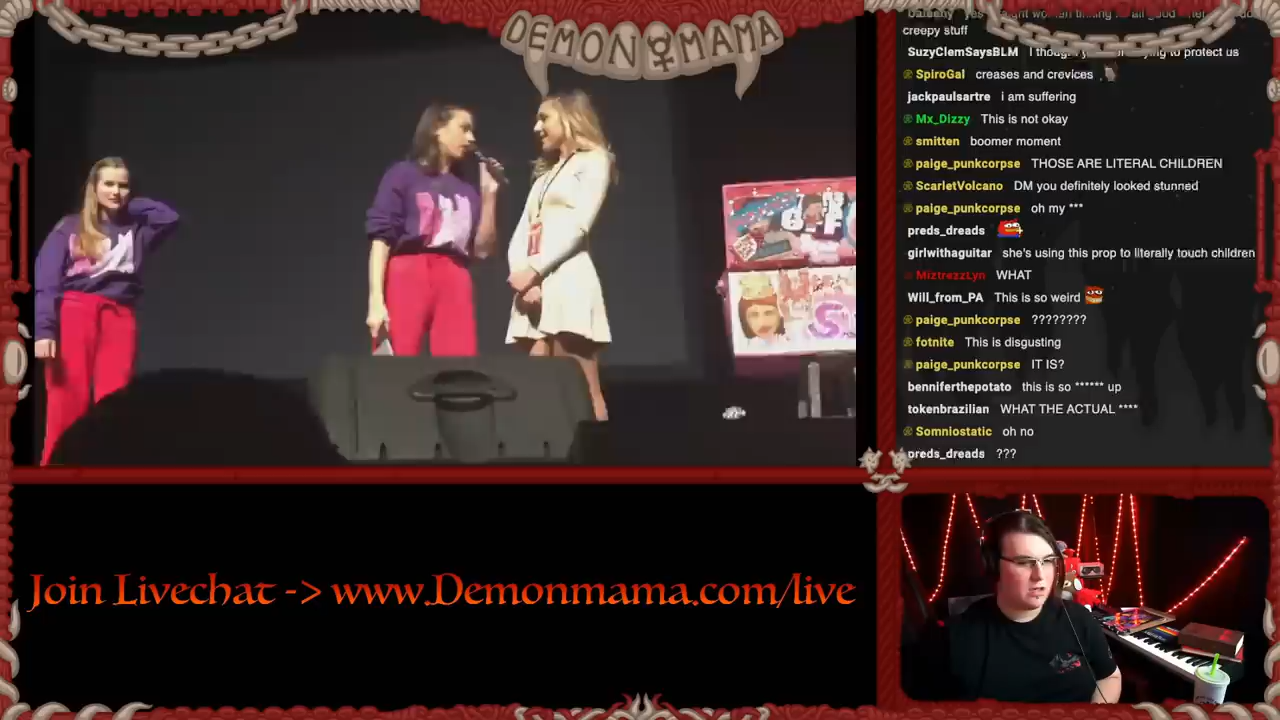 DEMON MAMA
creepy stuff
SuzyClemSaysBLM I to protect us
SpiroGal creases and crevices
jackpaulsartre i am suffering
Mx_Dizzy This is not okay
smitten boomer moment
paige_punkcorpse THOSE ARE LITERAL CHILDREN
ScarletVolcano DM you definitely looked stunned
paige_punkcorpse oh my ***
preds_dreads
girlwithaguitar she's using this prop to literally touch children
MiztrezzLyn WHAT
Will_from_PA This is so weird
paige_punkcorpse ????????
fotnite This is disgusting
paige_punkcorpse IT IS?
benniferthepotato this is so ****** up
tokenbrazilian WHAT THE ACTUAL ****
Somniostatic oh no
preds_dreads ???
Join Livechat -> www.Demonmama.com/live